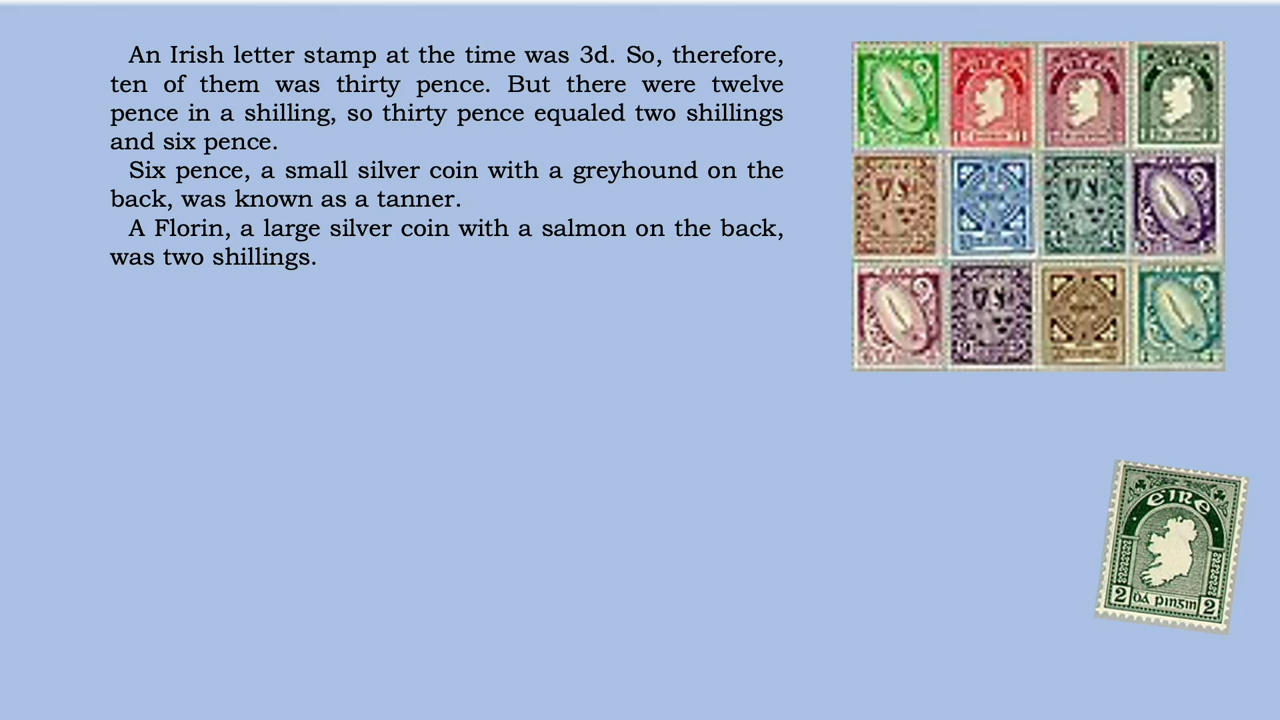 An Irish letter stamp at the time was 3d. So, therefore,
ten of them was thirty pence. But there were twelve
pence in a shilling, so thirty pence equaled two shillings
and six pence.
Six pence, a small silver coin with a greyhound on the
back, was known as a tanner.
A Florin, a large silver coin with a salmon on the back,
was two shillings.
éIRe
2 ꝺá pinᵹin 2